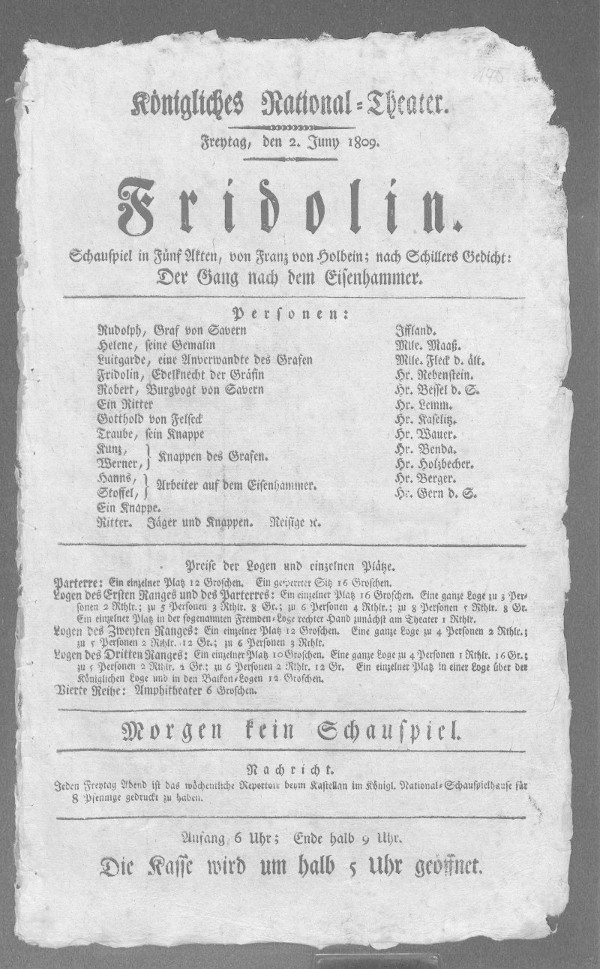 Königliches National-Theater.
Freytag, den 2. Juny 1809.
Fridolin.
Schauspiel in Fünf Akten, von Franz von Holbein; nach Schillers Gedicht:
Der Gang nach dem Eisenhammer.
Personen:
Rudolph, Graf von Savern Iffland.
Helene, seine Gemalin Mlle. Maaß.
Luitgarde, eine Anverwandte des Grafen Mlle. Fleck d. ält.
Fridolin, Edelknecht der Gräfin Hr. Rebenstein.
Robert, Burgvogt von Savern Hr. Bessel d. S.
Ein Ritter Hr. Lemm.
Gotthold von Felseck Hr. Kaselitz.
Traube, sein Knappe Hr. Wauer.
Kunz, Hr. Benda.
Knappen des Grafen.
Werner, Hr. Holzbecher.
Hanns, Hr. Berger.
Arbeiter auf dem Eisenhammer.
Stoffel, Hr. Gern d. S.
Ein Knappe.
Ritter. Jäger und Knappen. Reisige ꝛc.
Preise der Logen und einzelnen Plätze.
Parterre: Ein einzelner Platz 12 Groschen. Ein gesperrter Sitz 16 Groschen.
Logen des Ersten Ranges und des Parterres: Ein einzelner Platz 16 Groschen. Eine ganze Loge zu 3 Per-
sonen 2 Rthlr.; zu 5 Personen 3 Rthlr. 8 Gr.; zu 6 Personen 4 Rthlr.; zu 8 Personen 5 Rthlr. 8 Gr.
Ein einzelner Platz in der sogenannten Fremden-Loge rechter Hand zunächst am Theater 1 Rthlr.
Logen des Zweyten Ranges: Ein einzelner Platz 12 Groschen. Eine ganze Loge zu 4 Personen 2 Rthlr.;
zu 5 Personen 2 Rthlr. 12 Gr.; zu 6 Personen 3 Rthlr.
Logen des Dritten Ranges: Ein einzelner Platz 10 Groschen. Eine ganze Loge zu 4 Personen 1 Rthlr. 16 Gr.;
zu 5 Personen 2 Rthlr. 2 Gr.; zu 6 Personen 2 Rthlr. 12 Gr. Ein einzelner Platz in einer Loge über der
Königlichen Loge und in den Balkon-Logen 12 Groschen.
Vierte Reihe: Amphitheater 6 Groschen.
Morgen kein Schauspiel.
Nachricht.
Jeden Freytag Abend ist das wöchentliche Repertoir beym Kastellan im Königl. National-Schauspielhause für
8 Pfennige gedruckt zu haben.
Anfang 6 Uhr; Ende halb 9 Uhr.
Die Kasse wird um halb 5 Uhr geöffnet.